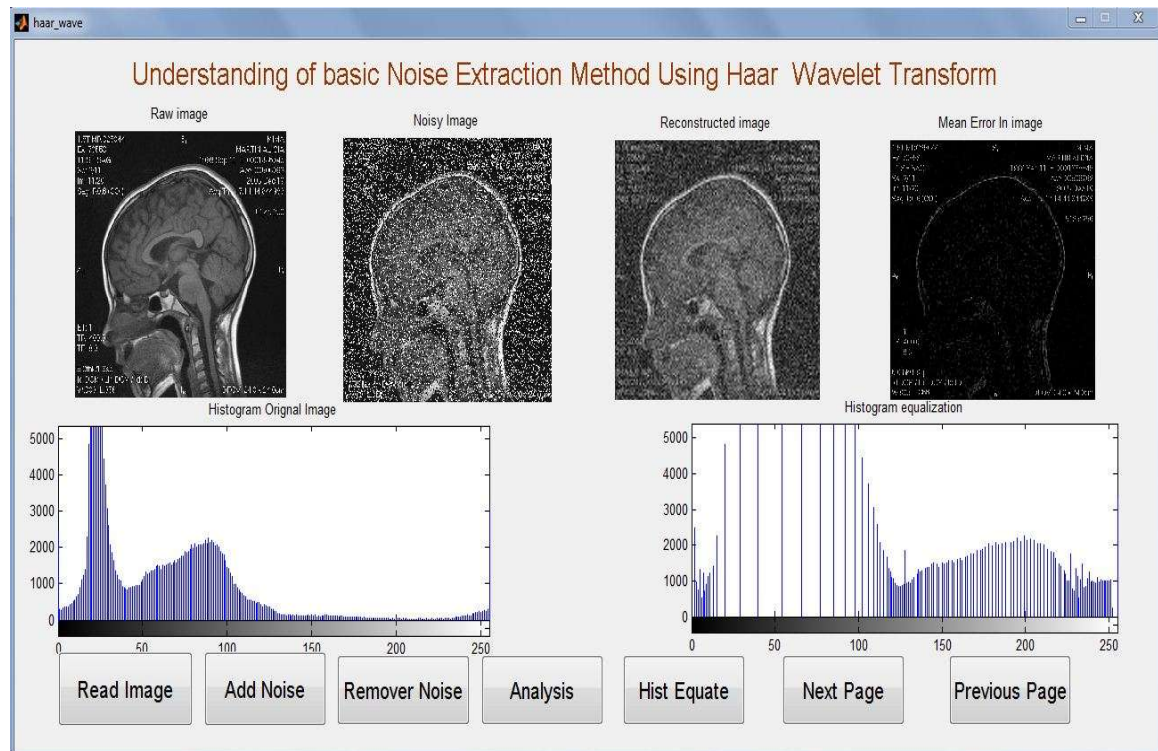 haar_wave
Understanding of basic Noise Extraction Method Using Haar Wavelet Transform
Raw image
Noisy Image
Reconstructed image
Mean Error In image
Histogram Orignal Image
Histogram equalization
5000
4000
3000
2000
1000
0
0 50 100 150 200 250
5000
4000
3000
2000
1000
0
0 50 100 150 200 250
Read Image
Add Noise
Remover Noise
Analysis
Hist Equate
Next Page
Previous Page